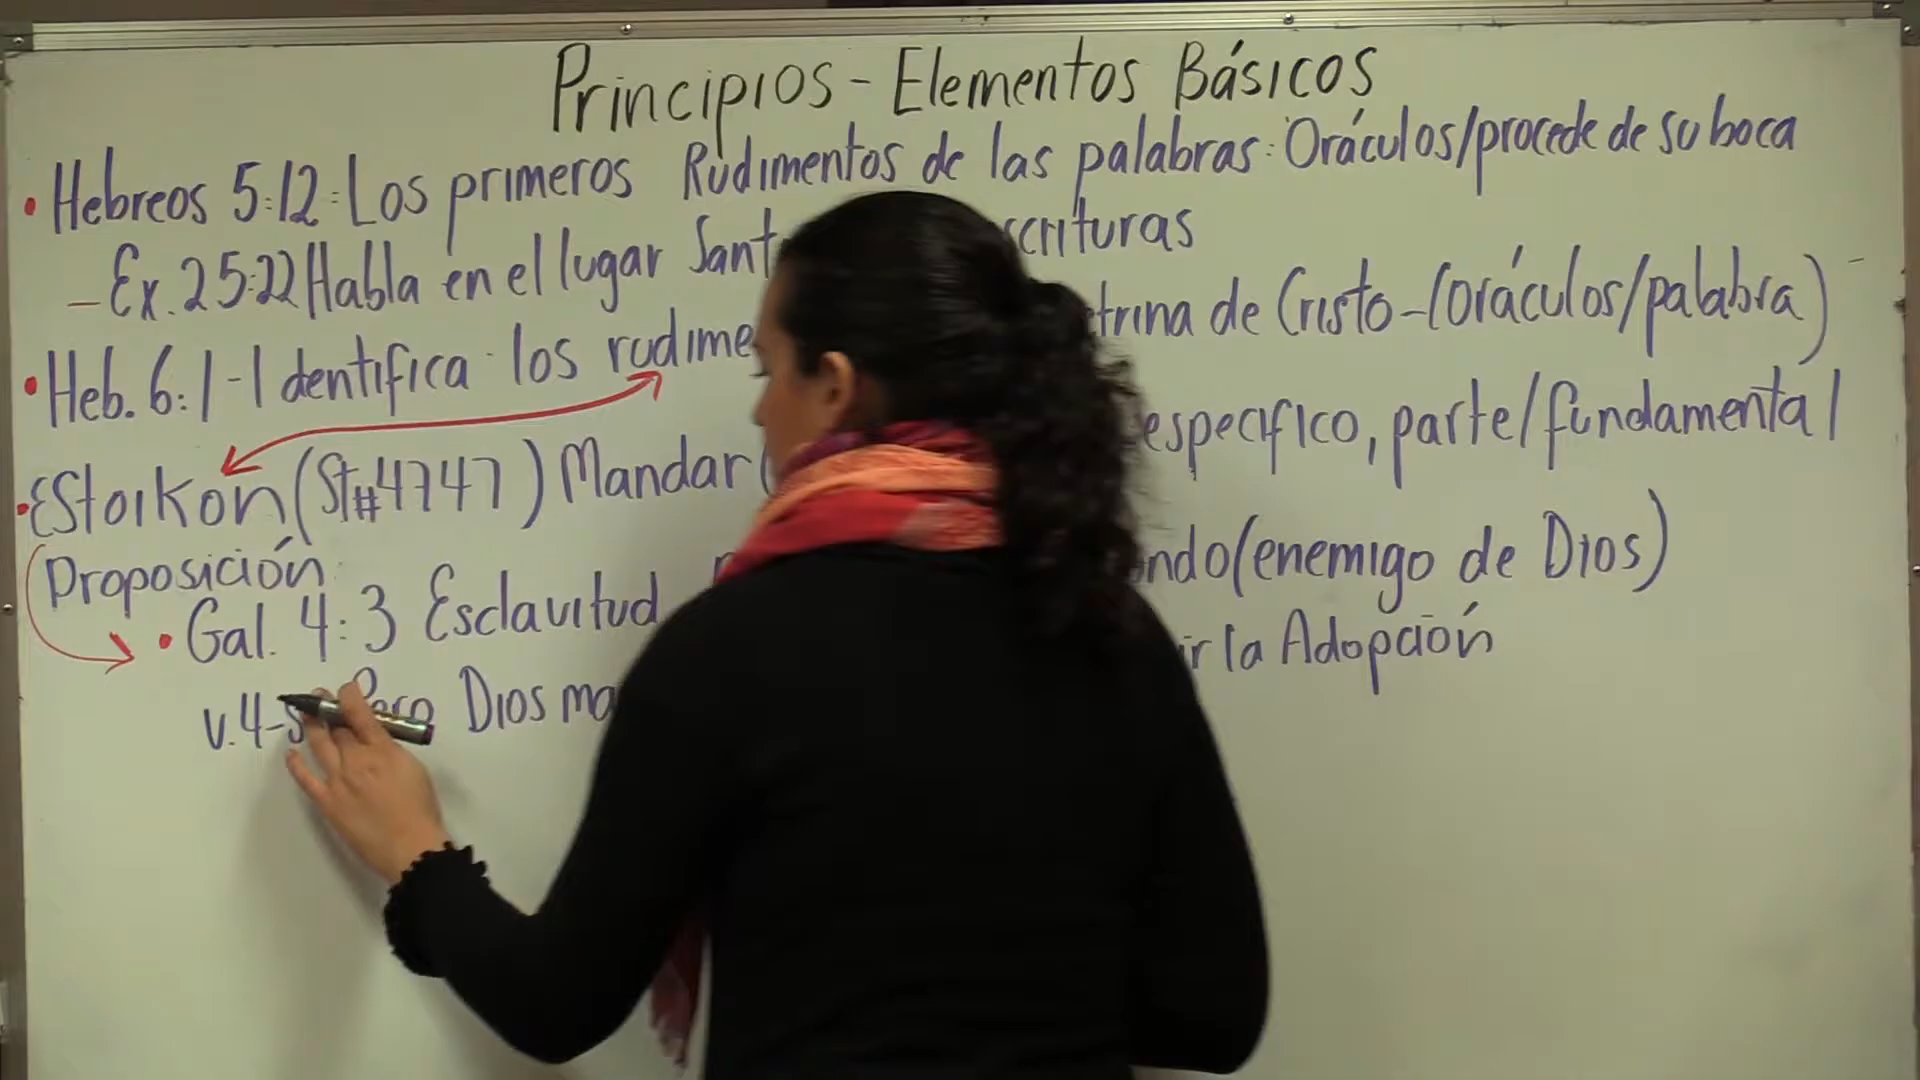 Principios - Elementos Básicos
• Hebreos 5:12: Los primeros Rudimentos de las palabras: Oráculos/procede de su boca
- Ex. 25:22 Habla en el lugar Sant crituras
• Heb. 6:1 - Identifica los rudime trina de Cristo - (Oráculos/palabra)
• EStoikon (St#4747) Mandar ( especifico, parte/fundamental
Proposición ndo (enemigo de Dios)
• Gal. 4:3 Esclavitud ir la Adopción
v.4- Pero Dios ma